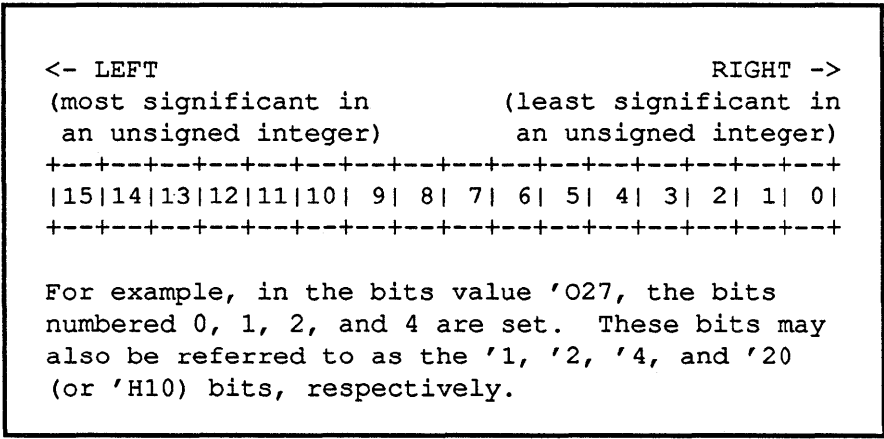 <- LEFT                                    RIGHT ->
(most significant in        (least significant in
 an unsigned integer)        an unsigned integer)
+--+--+--+--+--+--+--+--+--+--+--+--+--+--+--+--+
|15|14|13|12|11|10| 9| 8| 7| 6| 5| 4| 3| 2| 1| 0|
+--+--+--+--+--+--+--+--+--+--+--+--+--+--+--+--+
For example, in the bits value 'O27, the bits
numbered 0, 1, 2, and 4 are set.  These bits may
also be referred to as the '1, '2, '4, and '20
(or 'H10) bits, respectively.